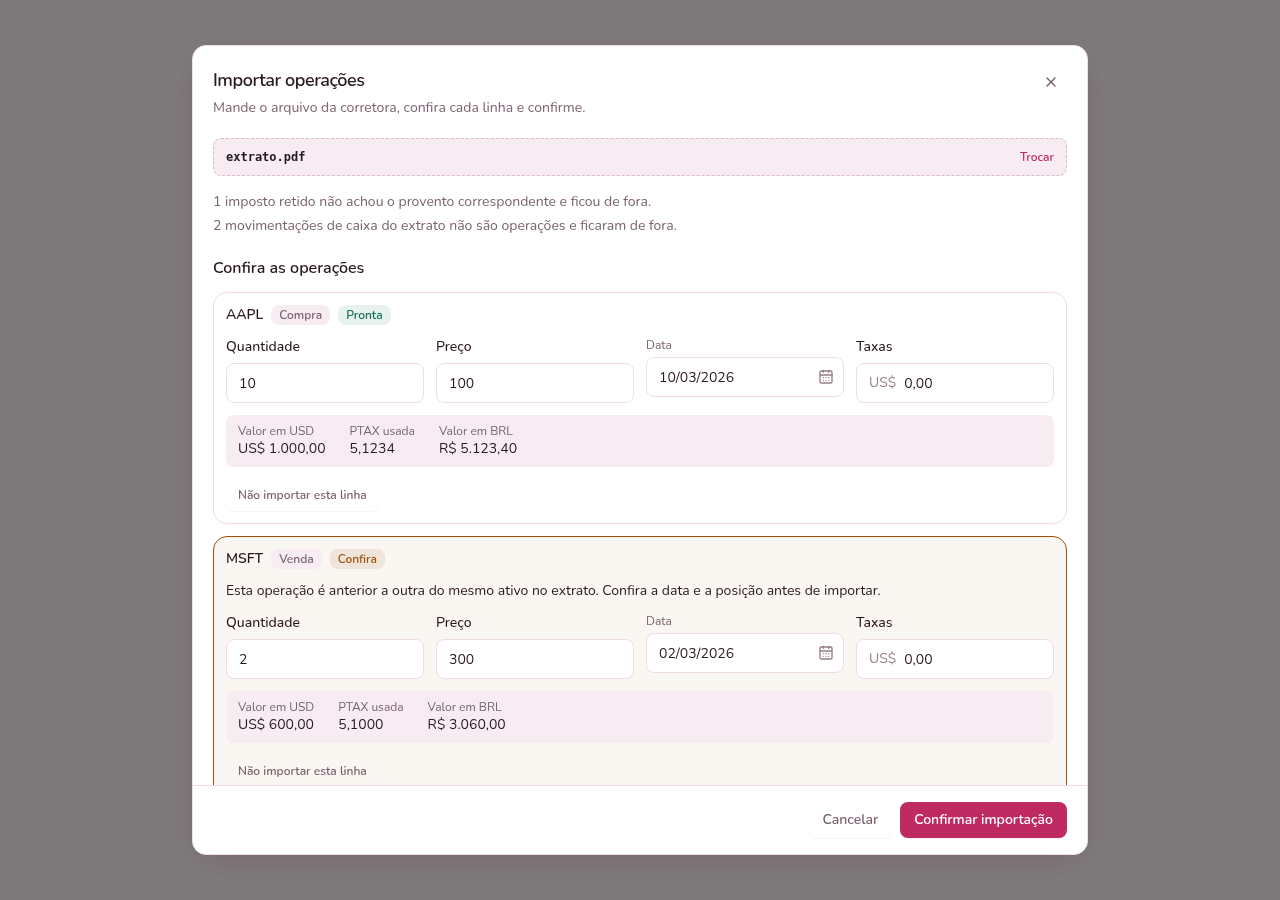 Importar operações
Mande o arquivo da corretora, confira cada linha e confirme.
extrato.pdf Trocar
1 imposto retido não achou o provento correspondente e ficou de fora.
2 movimentações de caixa do extrato não são operações e ficaram de fora.
Confira as operações
AAPL Compra Pronta
Quantidade Preço Data Taxas
10 100 10/03/2026 US$ 0,00
Valor em USD PTAX usada Valor em BRL
US$ 1.000,00 5,1234 R$ 5.123,40
Não importar esta linha
MSFT Venda Confira
Esta operação é anterior a outra do mesmo ativo no extrato. Confira a data e a posição antes de importar.
Quantidade Preço Data Taxas
2 300 02/03/2026 US$ 0,00
Valor em USD PTAX usada Valor em BRL
US$ 600,00 5,1000 R$ 3.060,00
Não importar esta linha
Cancelar Confirmar importação